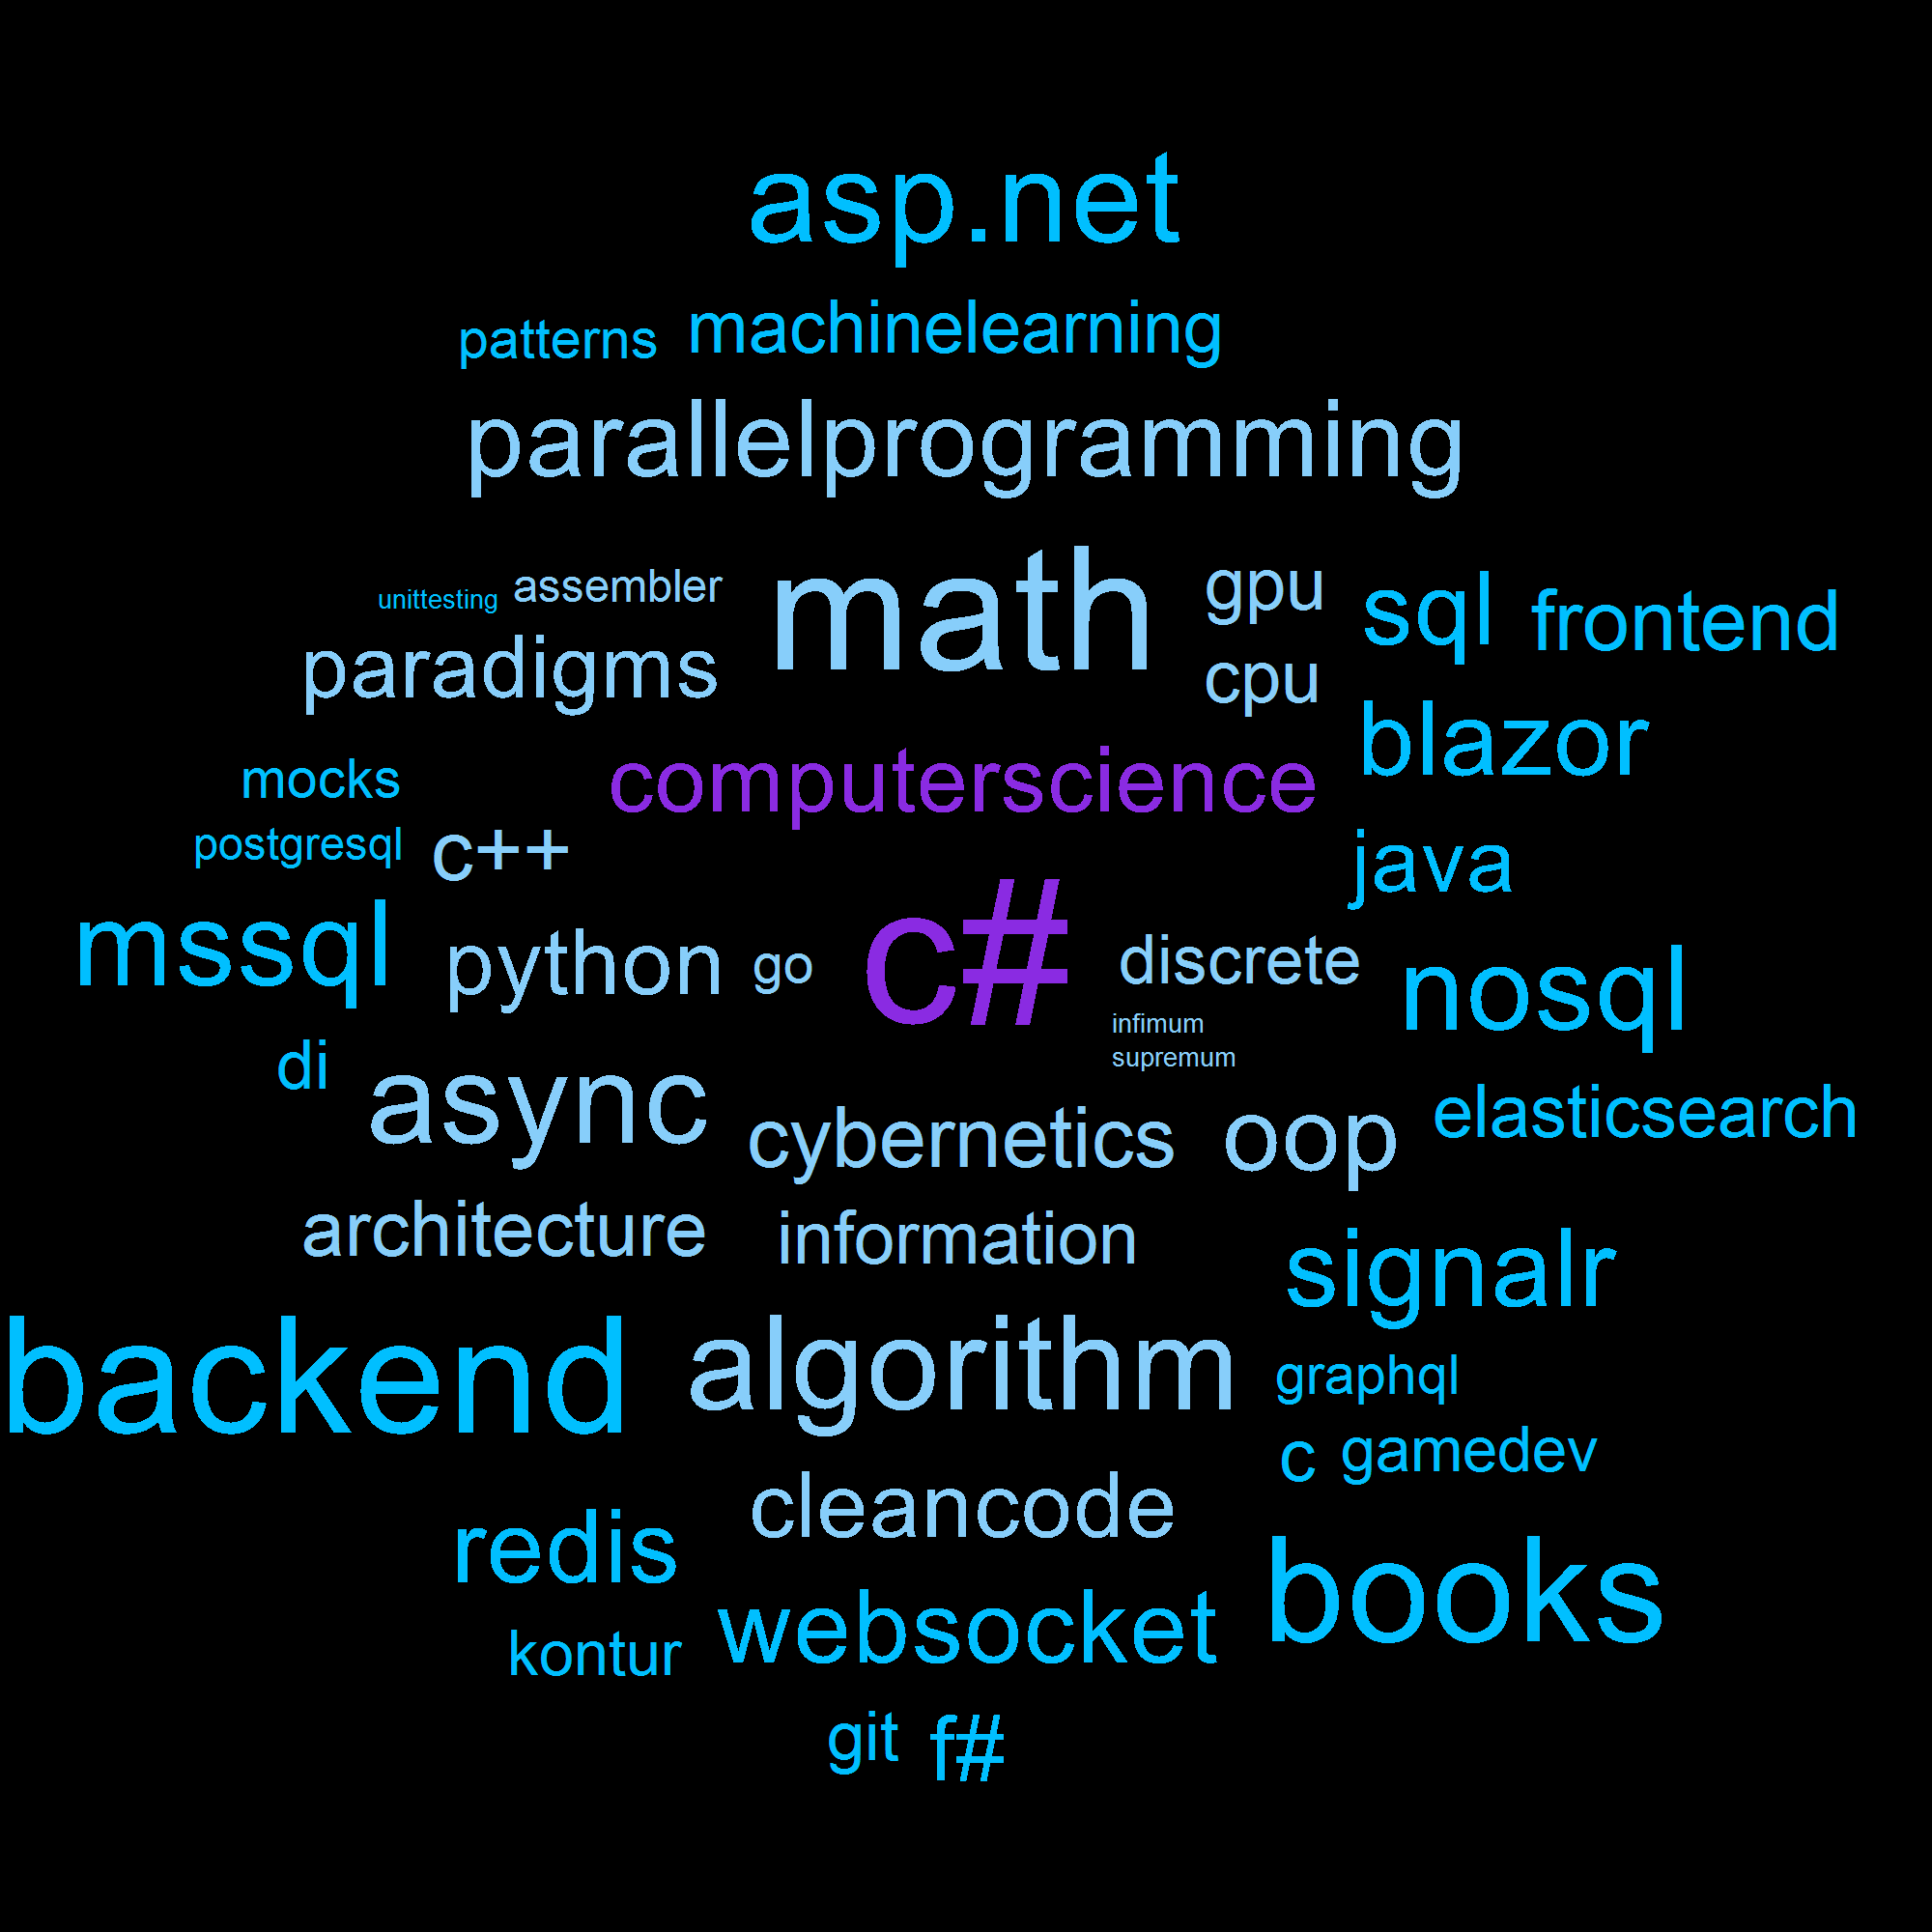 asp.net
patterns machinelearning
parallelprogramming
unittesting assembler math gpu sql frontend
paradigms cpu
blazor
mocks computerscience
postgresql c++ java
mssql python go c# discrete nosql
infimum
supremum
di async cybernetics oop elasticsearch
architecture information signalr
backend algorithm graphql
c gamedev
redis cleancode books
kontur websocket
git f#